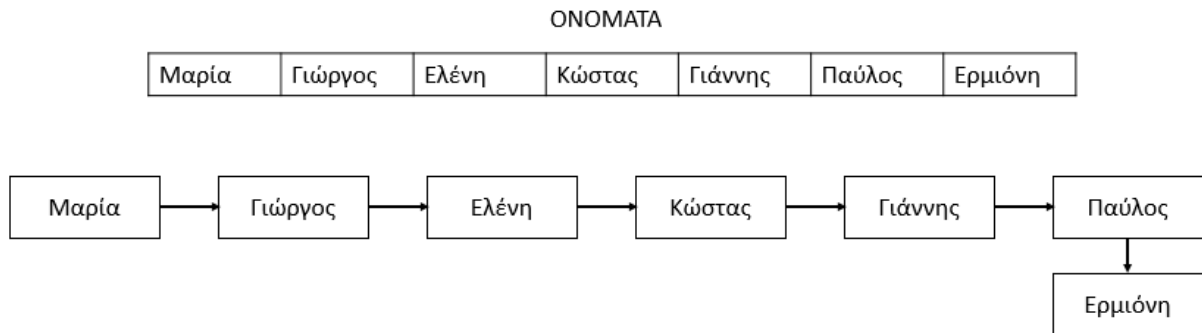 ΟΝΟΜΑΤΑ
Μαρία Γιώργος Ελένη Κώστας Γιάννης Παύλος Ερμιόνη
Μαρία Γιώργος Ελένη Κώστας Γιάννης Παύλος
Ερμιόνη